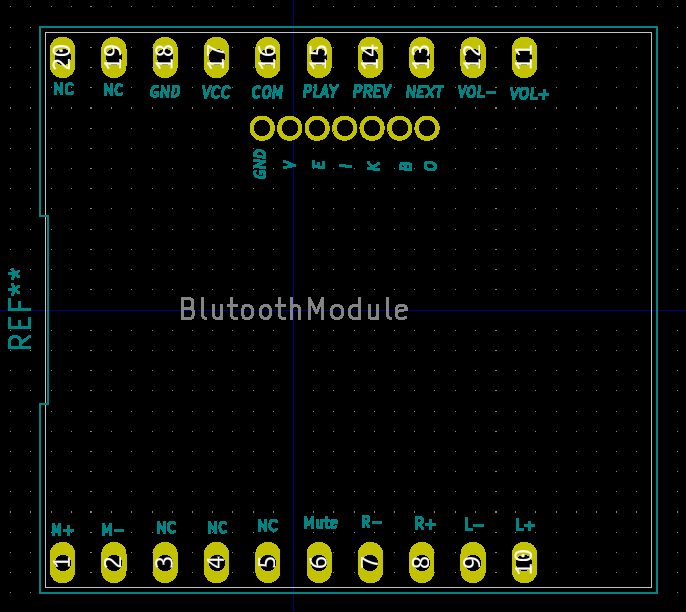 20 19 18 17 16 15 14 13 12 11
NC NC GND VCC COM PLAY PREV NEXT VOL- VOL+
GND V E I K B O
REF**
BlutoothModule
M+ M- NC NC NC Mute R- R+ L- L+
1 2 3 4 5 6 7 8 9 10